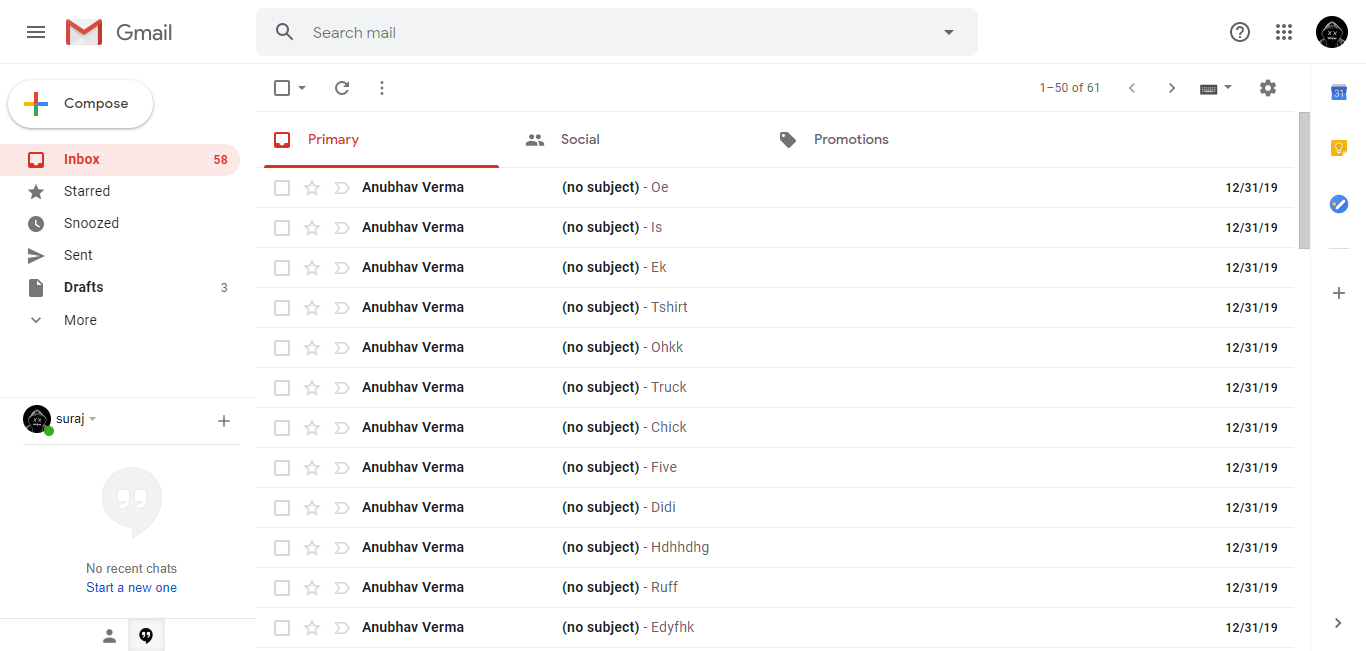 Gmail
Search mail
Compose
1–50 of 61
31
Primary
Social
Promotions
Inbox 58
Starred
Snoozed
Sent
Drafts 3
More
Anubhav Verma (no subject) - Oe 12/31/19
Anubhav Verma (no subject) - Is 12/31/19
Anubhav Verma (no subject) - Ek 12/31/19
Anubhav Verma (no subject) - Tshirt 12/31/19
Anubhav Verma (no subject) - Ohkk 12/31/19
Anubhav Verma (no subject) - Truck 12/31/19
Anubhav Verma (no subject) - Chick 12/31/19
Anubhav Verma (no subject) - Five 12/31/19
Anubhav Verma (no subject) - Didi 12/31/19
Anubhav Verma (no subject) - Hdhhdhg 12/31/19
Anubhav Verma (no subject) - Ruff 12/31/19
Anubhav Verma (no subject) - Edyfhk 12/31/19
suraj
No recent chats
Start a new one